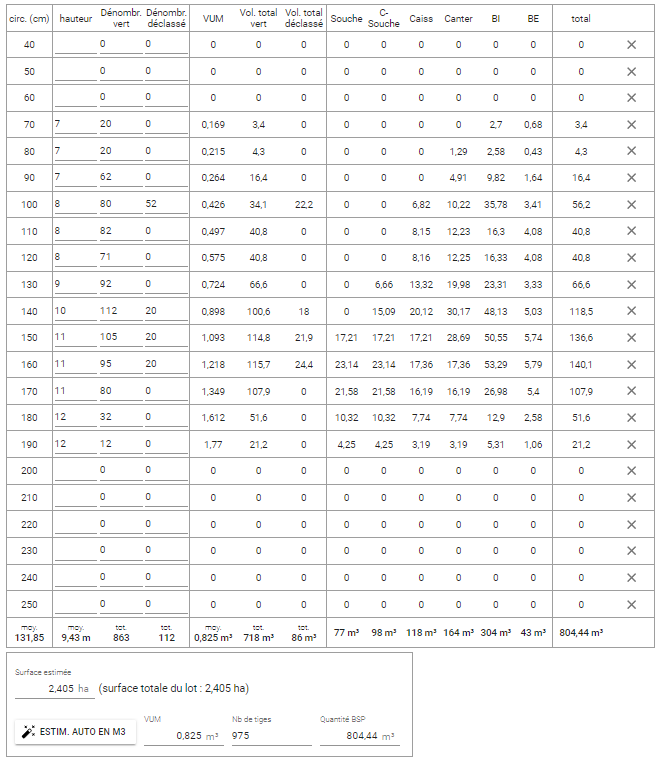 circ. (cm) hauteur Dénombr. vert Dénombr. déclassé VUM Vol. total vert Vol. total déclassé Souche C-Souche Caiss Canter BI BE total
40 0 0 0 0 0 0 0 0 0 0 0 0
50 0 0 0 0 0 0 0 0 0 0 0 0
60 0 0 0 0 0 0 0 0 0 0 0 0
70 7 20 0 0,169 3,4 0 0 0 0 0 2,7 0,68 3,4
80 7 20 0 0,215 4,3 0 0 0 0 1,29 2,58 0,43 4,3
90 7 62 0 0,264 16,4 0 0 0 0 4,91 9,82 1,64 16,4
100 8 80 52 0,426 34,1 22,2 0 0 6,82 10,22 35,78 3,41 56,2
110 8 82 0 0,497 40,8 0 0 0 8,15 12,23 16,3 4,08 40,8
120 8 71 0 0,575 40,8 0 0 0 8,16 12,25 16,33 4,08 40,8
130 9 92 0 0,724 66,6 0 0 6,66 13,32 19,98 23,31 3,33 66,6
140 10 112 20 0,898 100,6 18 0 15,09 20,12 30,17 48,13 5,03 118,5
150 11 105 20 1,093 114,8 21,9 17,21 17,21 17,21 28,69 50,55 5,74 136,6
160 11 95 20 1,218 115,7 24,4 23,14 23,14 17,36 17,36 53,29 5,79 140,1
170 11 80 0 1,349 107,9 0 21,58 21,58 16,19 16,19 26,98 5,4 107,9
180 12 32 0 1,612 51,6 0 10,32 10,32 7,74 7,74 12,9 2,58 51,6
190 12 12 0 1,77 21,2 0 4,25 4,25 3,19 3,19 5,31 1,06 21,2
200 0 0 0 0 0 0 0 0 0 0 0 0
210 0 0 0 0 0 0 0 0 0 0 0 0
220 0 0 0 0 0 0 0 0 0 0 0 0
230 0 0 0 0 0 0 0 0 0 0 0 0
240 0 0 0 0 0 0 0 0 0 0 0 0
250 0 0 0 0 0 0 0 0 0 0 0 0
moy. moy. tot. tot. moy. tot. tot.
131,85 9,43 m 863 112 0,825 m³ 718 m³ 86 m³ 77 m³ 98 m³ 118 m³ 164 m³ 304 m³ 43 m³ 804,44 m³
Surface estimée
2,405 ha (surface totale du lot : 2,405 ha)
VUM Nb de tiges Quantité BSP
ESTIM. AUTO EN M3 0,825 m³ 975 804,44 m³